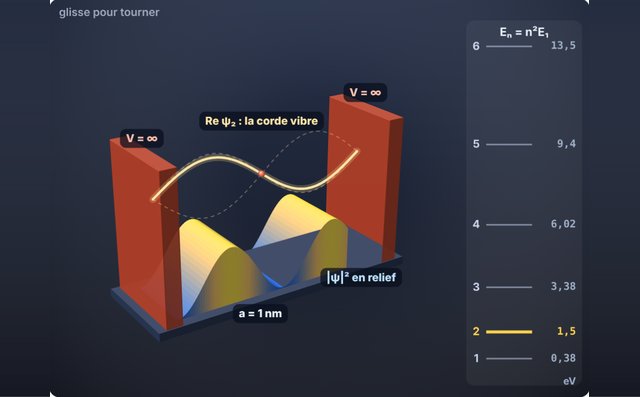 glisse pour tourner
Eₙ = n²E₁
6 13,5
V = ∞
Re ψ₂ : la corde vibre
V = ∞
5 9,4
4 6,02
|ψ|² en relief
3 3,38
a = 1 nm
2 1,5
1 0,38
eV